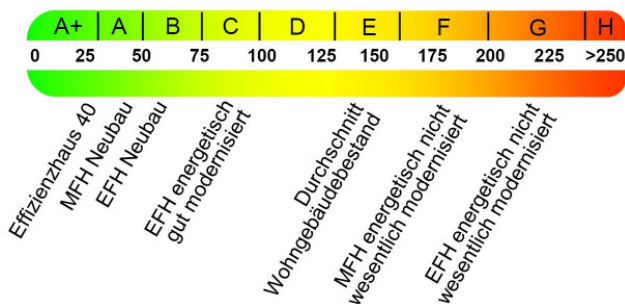 A+ A B C D E F G H
0 25 50 75 100 125 150 175 200 225 >250
Effizienzhaus 40
MFH Neubau
EFH Neubau
EFH energetisch
gut modernisiert
Durchschnitt
Wohngebäudebestand
MFH energetisch nicht
wesentlich modernisiert
EFH energetisch nicht
wesentlich modernisiert